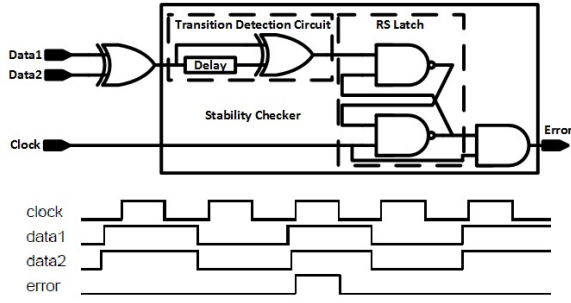 Transition Detection Circuit
RS Latch
Data1
Data2
Delay
Stability Checker
Clock
Error
clock
data1
data2
error